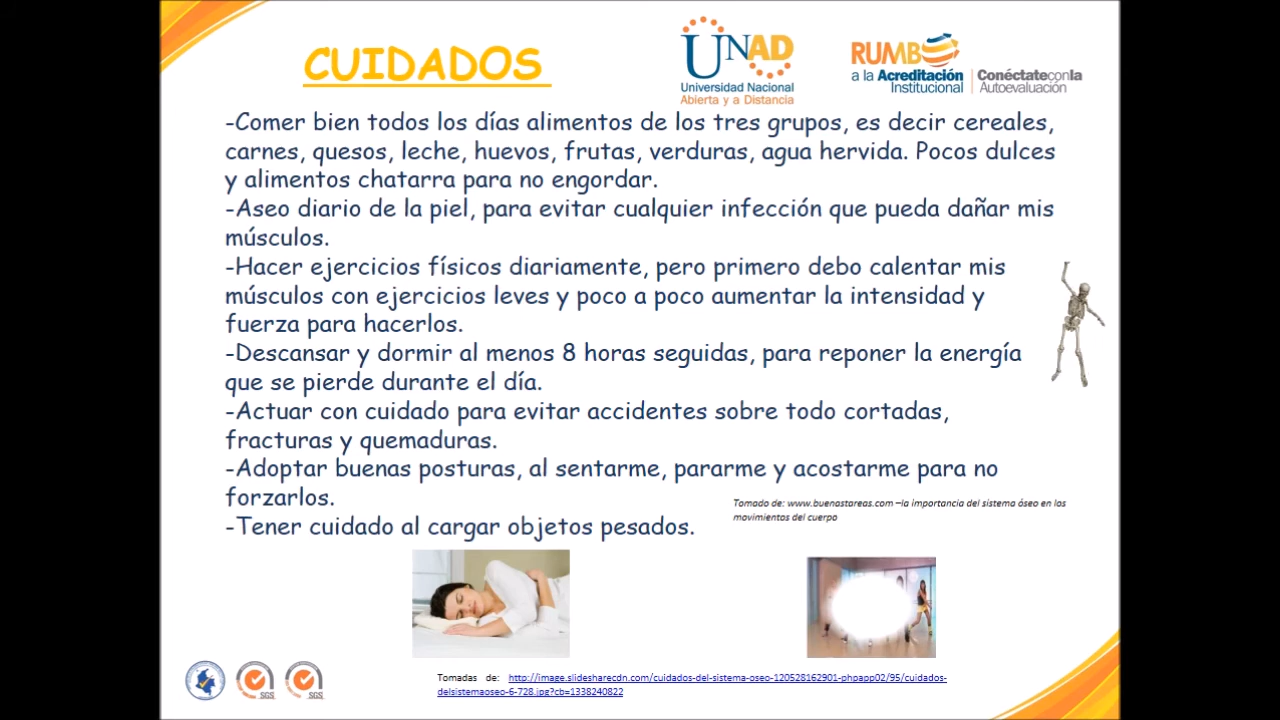 CUIDADOS
UNAD
Universidad Nacional
Abierta y a Distancia
RUMBO
a la Acreditación
Institucional
Conéctateconla
Autoevaluación
-Comer bien todos los días alimentos de los tres grupos, es decir cereales,
carnes, quesos, leche, huevos, frutas, verduras, agua hervida. Pocos dulces
y alimentos chatarra para no engordar.
-Aseo diario de la piel, para evitar cualquier infección que pueda dañar mis
músculos.
-Hacer ejercicios físicos diariamente, pero primero debo calentar mis
músculos con ejercicios leves y poco a poco aumentar la intensidad y
fuerza para hacerlos.
-Descansar y dormir al menos 8 horas seguidas, para reponer la energía
que se pierde durante el día.
-Actuar con cuidado para evitar accidentes sobre todo cortadas,
fracturas y quemaduras.
-Adoptar buenas posturas, al sentarme, pararme y acostarme para no
forzarlos.
-Tener cuidado al cargar objetos pesados.
Tomado de: www.buenastareas.com –la importancia del sistema óseo en los
movimientos del cuerpo
Tomadas de: http://image.slidesharecdn.com/cuidados-del-sistema-oseo-120528162901-phpapp02/95/cuidados-
delsistemaoseo-6-728.jpg?cb=1338240822
SGS
SGS